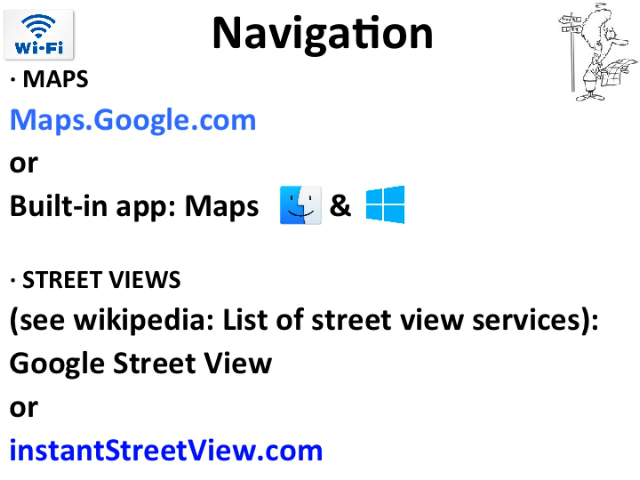 Wi-Fi
Navigation
· MAPS
Maps.Google.com
or
Built-in app: Maps &
· STREET VIEWS
(see wikipedia: List of street view services):
Google Street View
or
instantStreetView.com